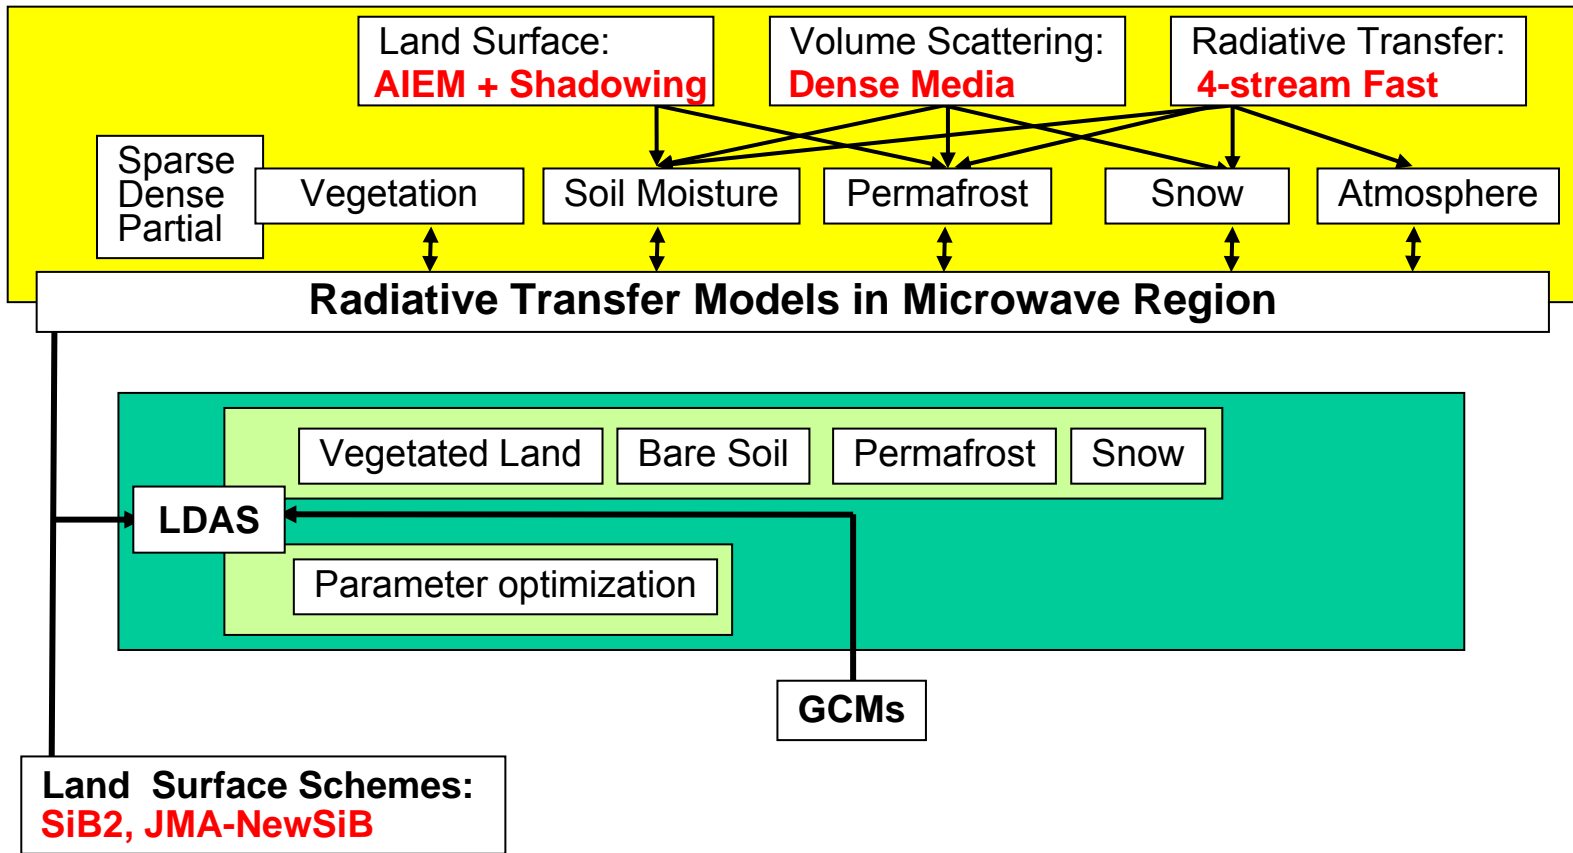 Land Surface:
AIEM + Shadowing
Volume Scattering:
Dense Media
Radiative Transfer:
4-stream Fast
Sparse
Dense
Partial
Vegetation
Soil Moisture
Permafrost
Snow
Atmosphere
Radiative Transfer Models in Microwave Region
Vegetated Land
Bare Soil
Permafrost
Snow
LDAS
Parameter optimization
GCMs
Land Surface Schemes:
SiB2, JMA-NewSiB